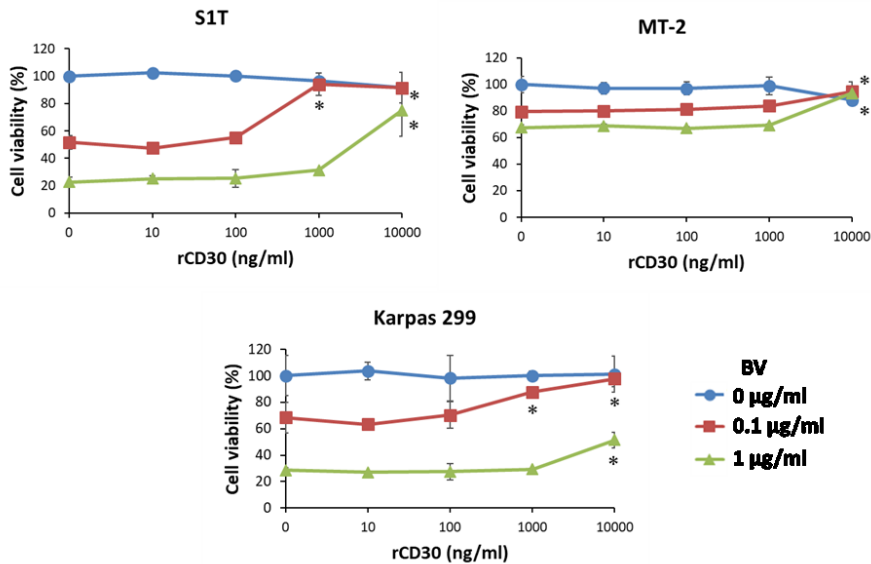 S1T
Cell viability (%)
120
100
80
60
40
20
0
0 10 100 1000 10000
* * *
rCD30 (ng/ml)
MT-2
Cell viability (%)
120
100
80
60
40
20
0
0 10 100 1000 10000
* *
rCD30 (ng/ml)
Karpas 299
Cell viability (%)
120
100
80
60
40
20
0
0 10 100 1000 10000
* * *
rCD30 (ng/ml)
BV
0 µg/ml
0.1 µg/ml
1 µg/ml